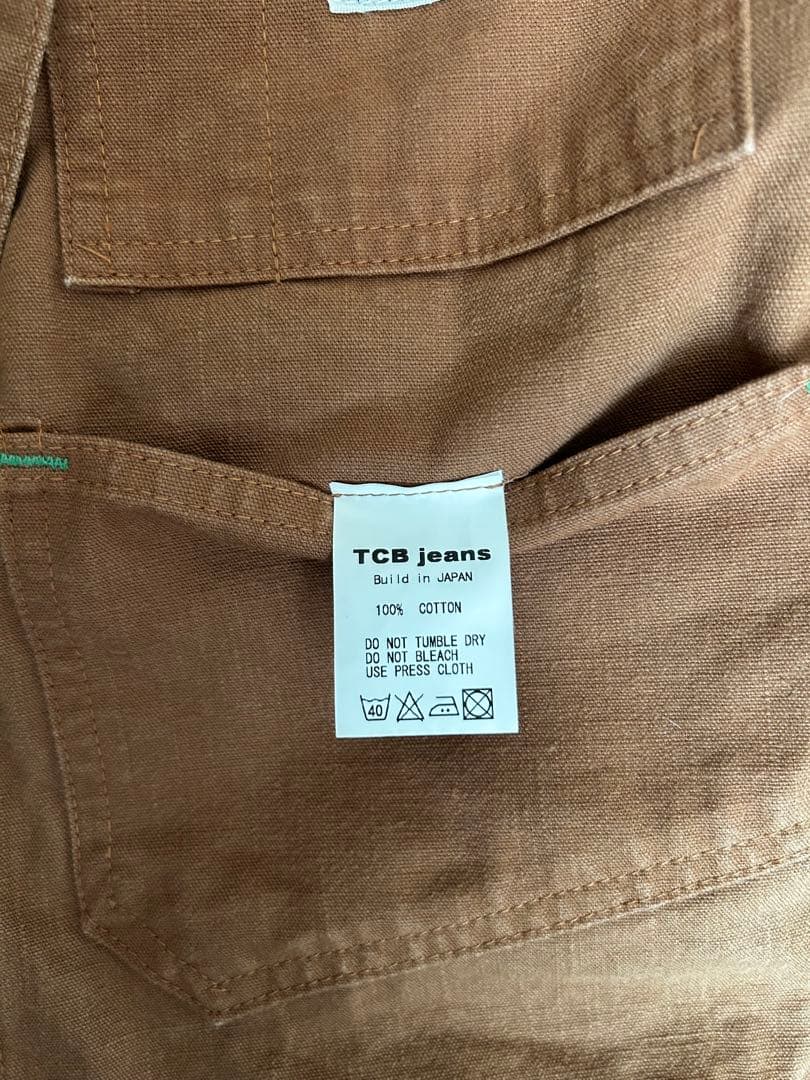 TCB jeans
Build in JAPAN
100% COTTON
DO NOT TUMBLE DRY
DO NOT BLEACH
USE PRESS CLOTH
40